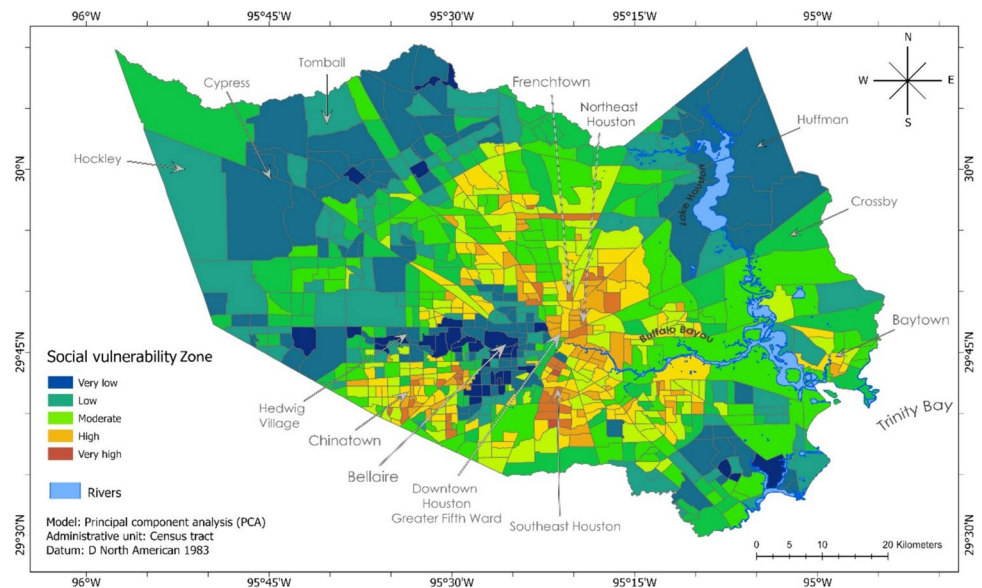 96°W
95°45'W
95°30'W
95°15'W
95°W
30°N
29°45'N
29°30'N
30°N
29°45'N
29°30'N
96°W
95°45'W
95°30'W
95°15'W
95°W
N
W
E
S
Tomball
Cypress
Hockley
Frenchtown
Northeast
Houston
Huffman
Lake Houston
Crosby
Buffalo Bayou
Baytown
Trinity Bay
Hedwig
Village
Chinatown
Bellaire
Downtown
Houston
Greater Fifth Ward
Southeast Houston
Social vulnerability Zone
Very low
Low
Moderate
High
Very high
Rivers
Model: Principal component analysis (PCA)
Administrative unit: Census tract
Datum: D North American 1983
0 5 10 20 Kilometers